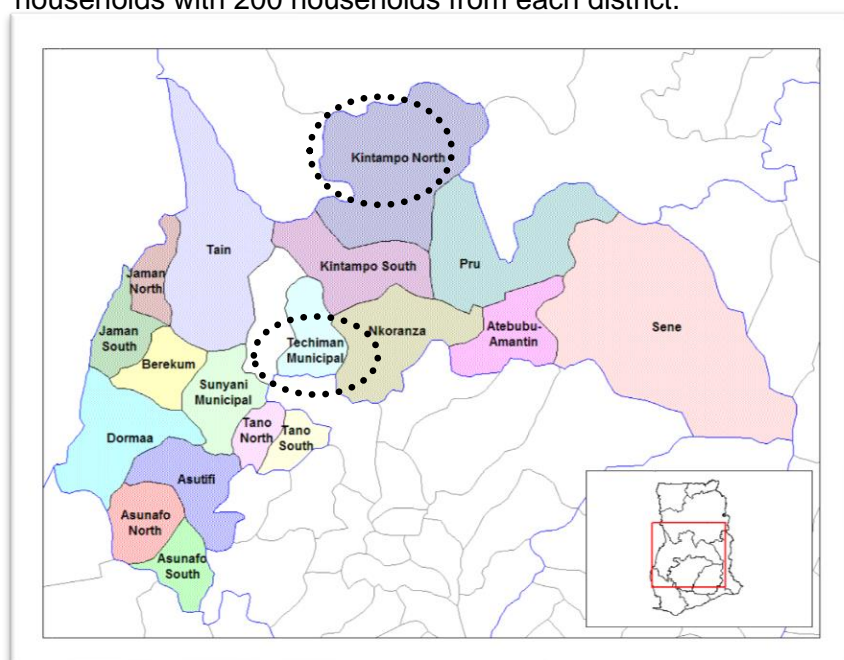 households with 200 households from each district.
Kintampo North
Tain
Kintampo South
Pru
Jaman
North
Jaman
South
Techiman
Municipal
Nkoranza
Atebubu-
Amantin
Sene
Berekum
Sunyani
Municipal
Tano
North
Tano
South
Dormaa
Asutifi
Asunafo
North
Asunafo
South